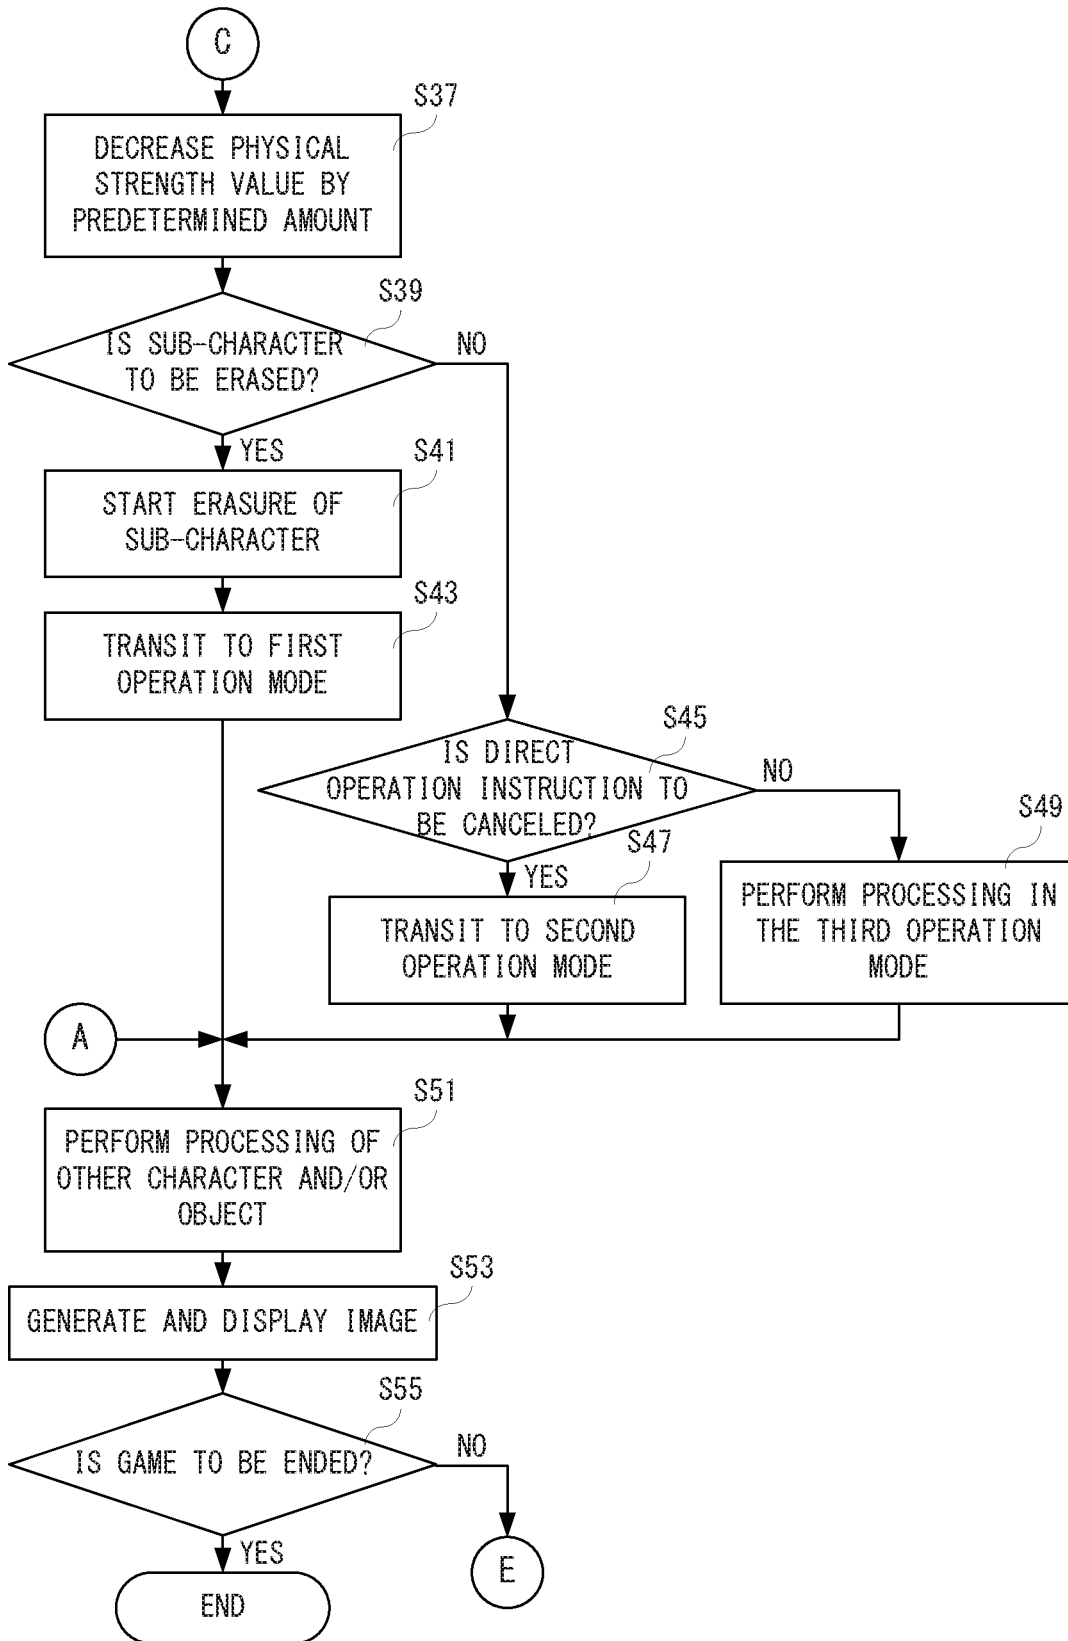 C
S37
DECREASE PHYSICAL
STRENGTH VALUE BY
PREDETERMINED AMOUNT
S39
IS SUB-CHARACTER
TO BE ERASED?
NO
YES
S41
START ERASURE OF
SUB-CHARACTER
S43
TRANSIT TO FIRST
OPERATION MODE
S45
IS DIRECT
OPERATION INSTRUCTION TO
BE CANCELED?
NO
YES
S47
TRANSIT TO SECOND
OPERATION MODE
S49
PERFORM PROCESSING IN
THE THIRD OPERATION
MODE
A
S51
PERFORM PROCESSING OF
OTHER CHARACTER AND/OR
OBJECT
S53
GENERATE AND DISPLAY IMAGE
S55
IS GAME TO BE ENDED?
NO
YES
E
END